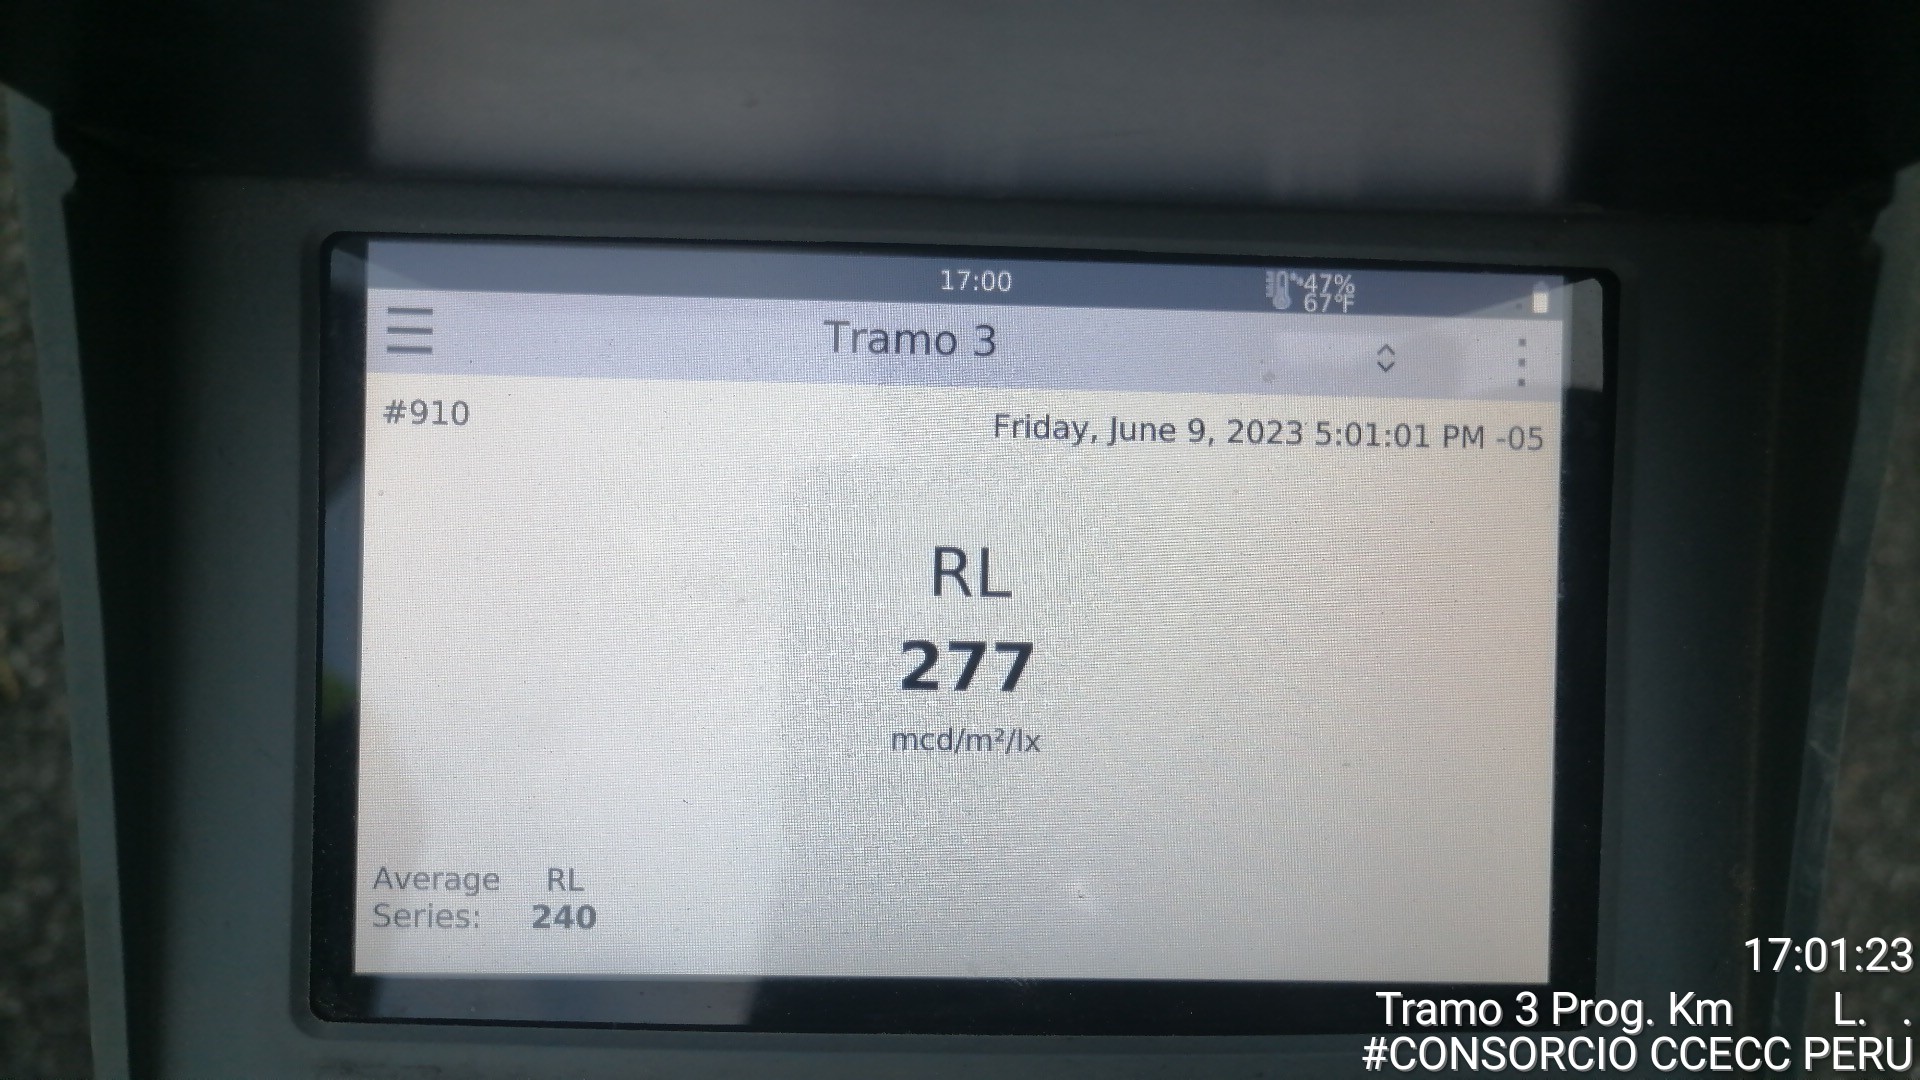 17:00
47%
67°F
Tramo 3
#910
Friday, June 9, 2023 5:01:01 PM -05
RL
277
mcd/m²/lx
Average RL
Series: 240
17:01:23
Tramo 3 Prog. Km L. .
#CONSORCIO CCECC PERU